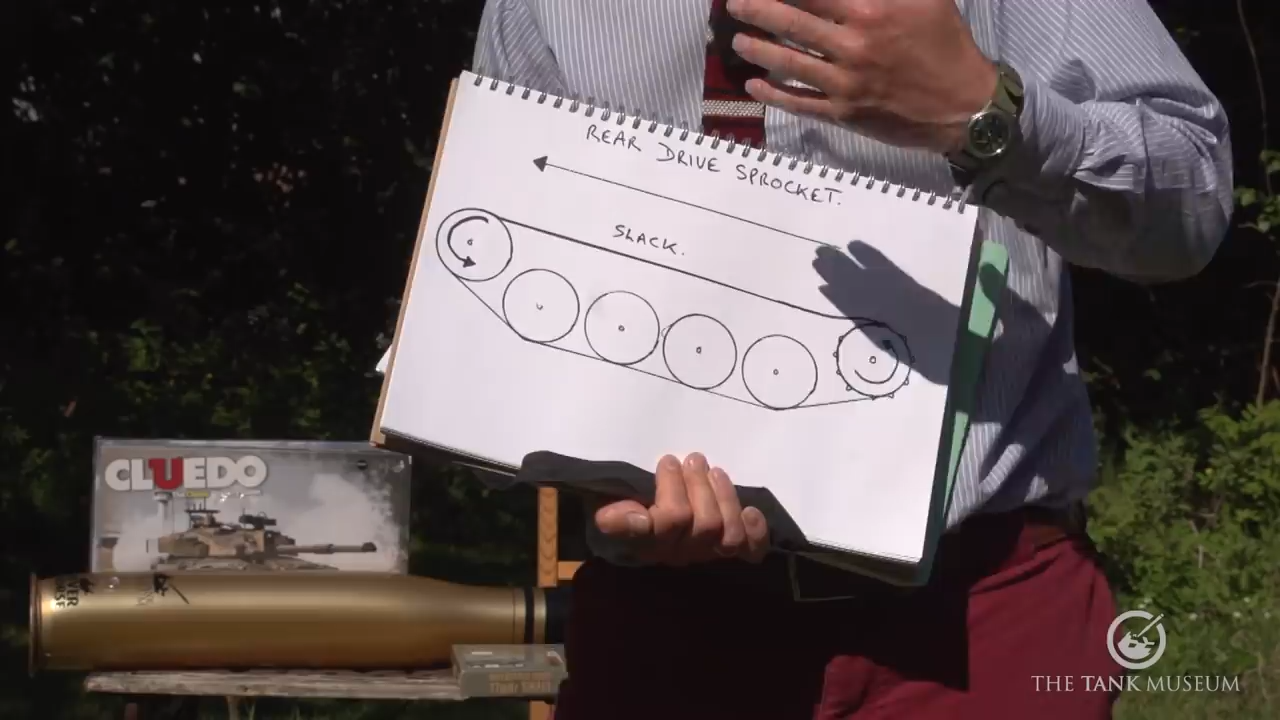 REAR DRIVE SPROCKET.
SLACK.
CLUEDO
THE TANK MUSEUM